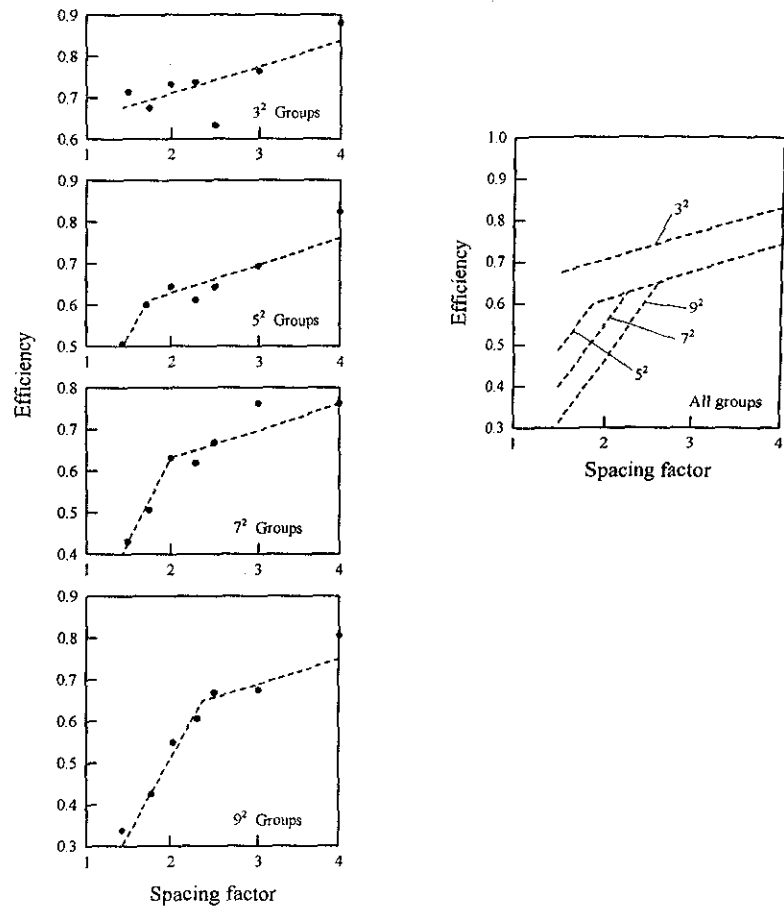 0.9
0.8
0.7
0.6
1 2 3 4
3² Groups
0.9
0.8
0.7
0.6
0.5
1 2 3 4
5² Groups
Efficiency
0.8
0.7
0.6
0.5
0.4
1 2 3 4
7² Groups
0.9
0.8
0.7
0.6
0.5
0.4
0.3
1 2 3 4
9² Groups
Spacing factor
1.0
0.9
0.8
0.7
0.6
0.5
0.4
0.3
1 2 3 4
Efficiency
3²
9²
7²
5²
All groups
Spacing factor